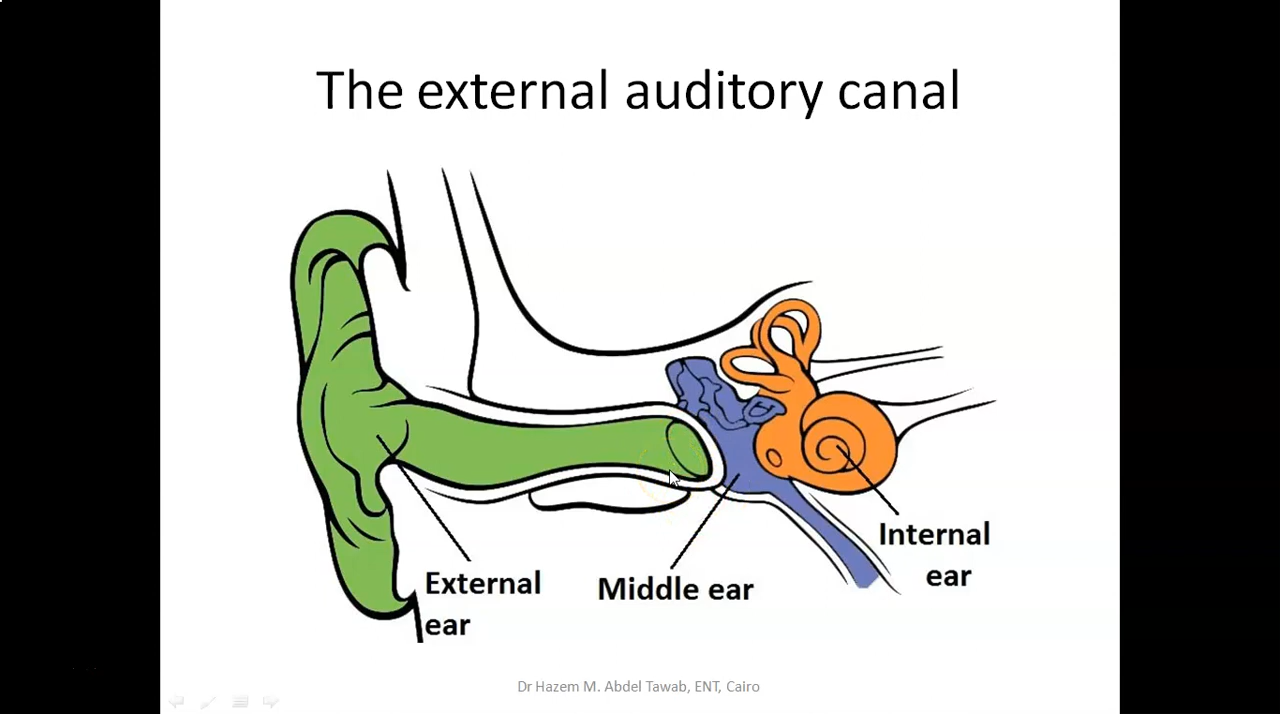 The external auditory canal
External
ear
Middle ear
Internal
ear
Dr Hazem M. Abdel Tawab, ENT, Cairo